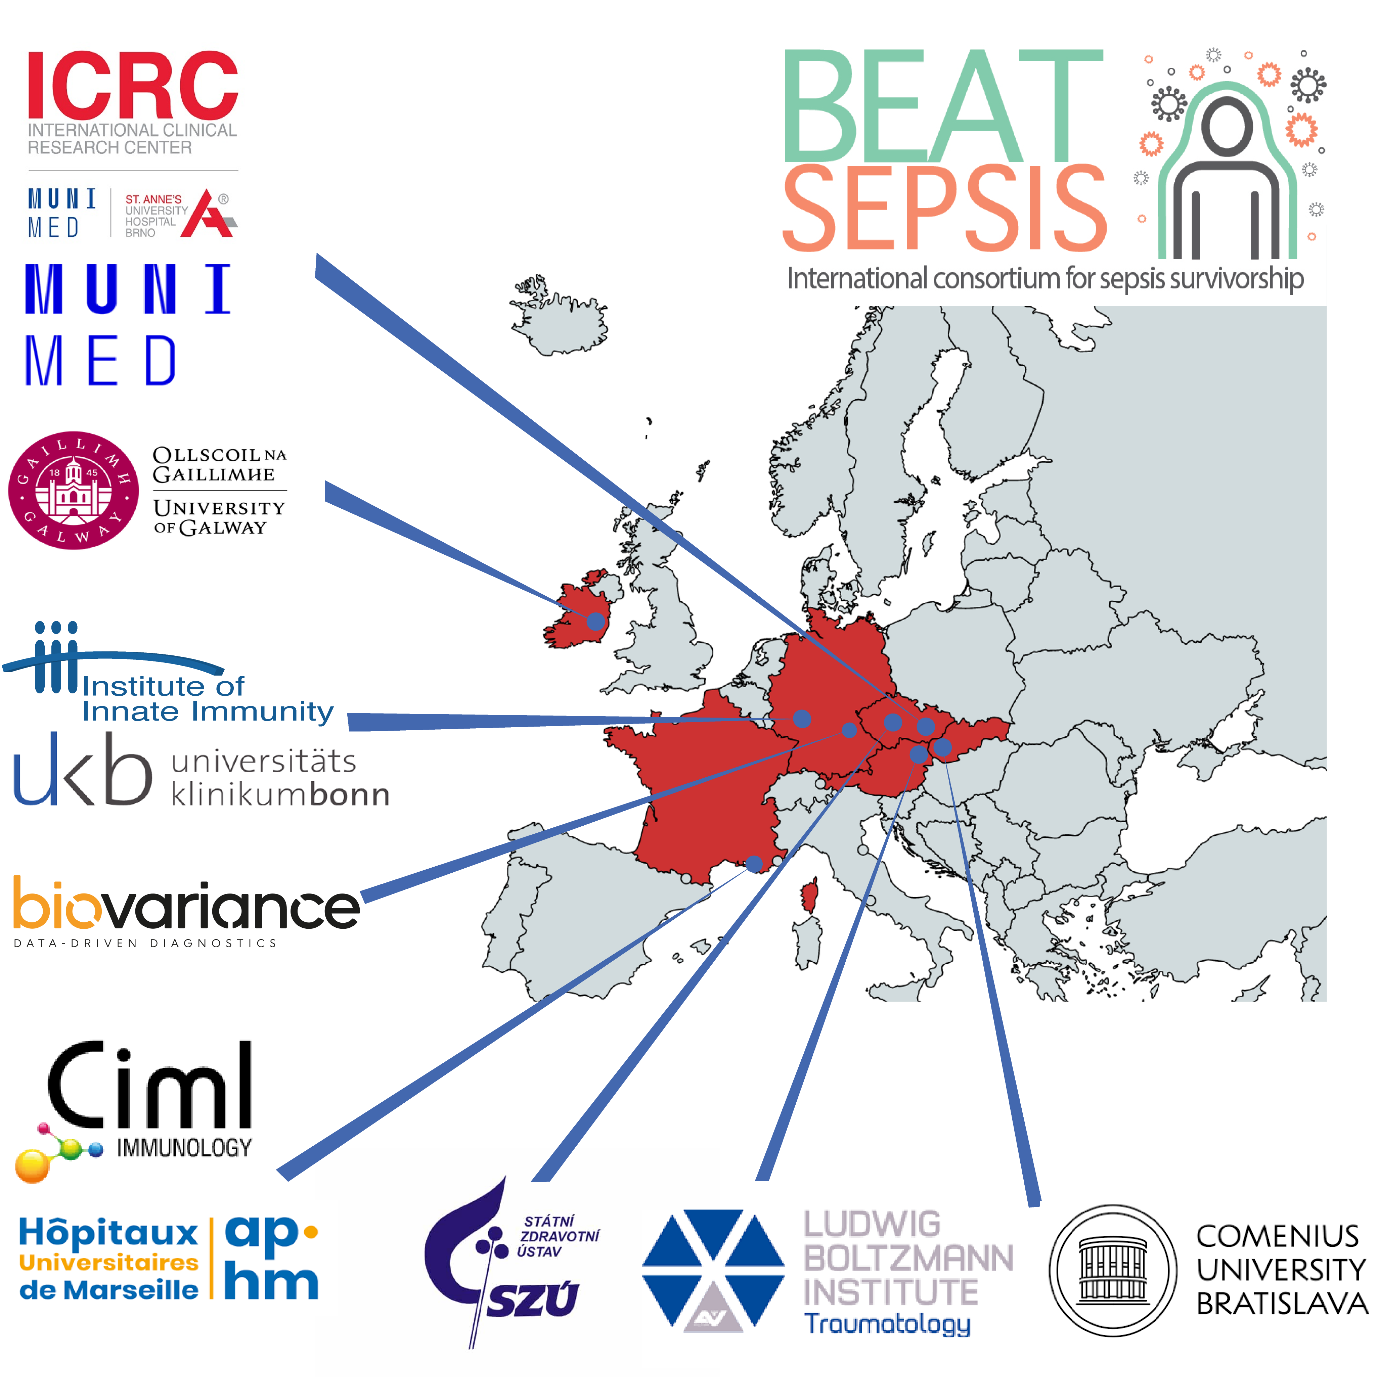 ICRC
INTERNATIONAL CLINICAL
RESEARCH CENTER
MUNI
MED
ST. ANNE'S
UNIVERSITY
HOSPITAL
BRNO
®
MUNI
MED
BEAT
SEPSIS
International consortium for sepsis survivorship
GAILLIMH
18 45
GALWAY
OLLSCOIL NA
GAILLIMHE
UNIVERSITY
OF GALWAY
iii
Institute of
Innate Immunity
ukb
universitäts
klinikumbonn
biovariance
DATA-DRIVEN DIAGNOSTICS
Ciml
IMMUNOLOGY
Hôpitaux
Universitaires
de Marseille
ap.
hm
STÁTNÍ
ZDRAVOTNÍ
ÚSTAV
SZÚ
LUDWIG
BOLTZMANN
INSTITUTE
Traumatology
COMENIUS
UNIVERSITY
BRATISLAVA